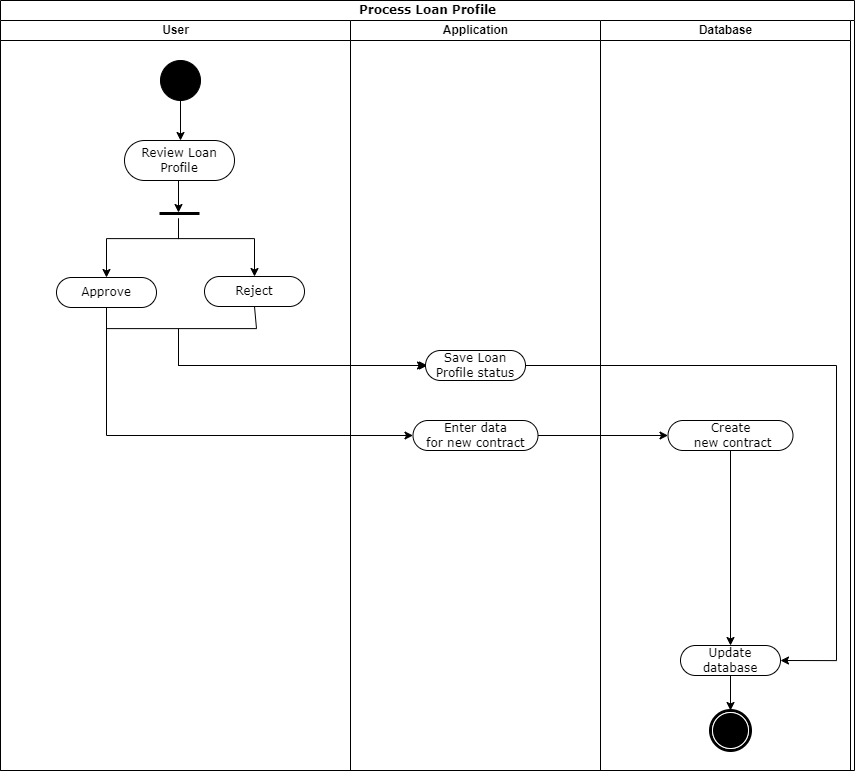 Process Loan Profile
User
Application
Database
Review Loan
Profile
Approve
Reject
Save Loan
Profile status
Enter data
for new contract
Create
new contract
Update
database